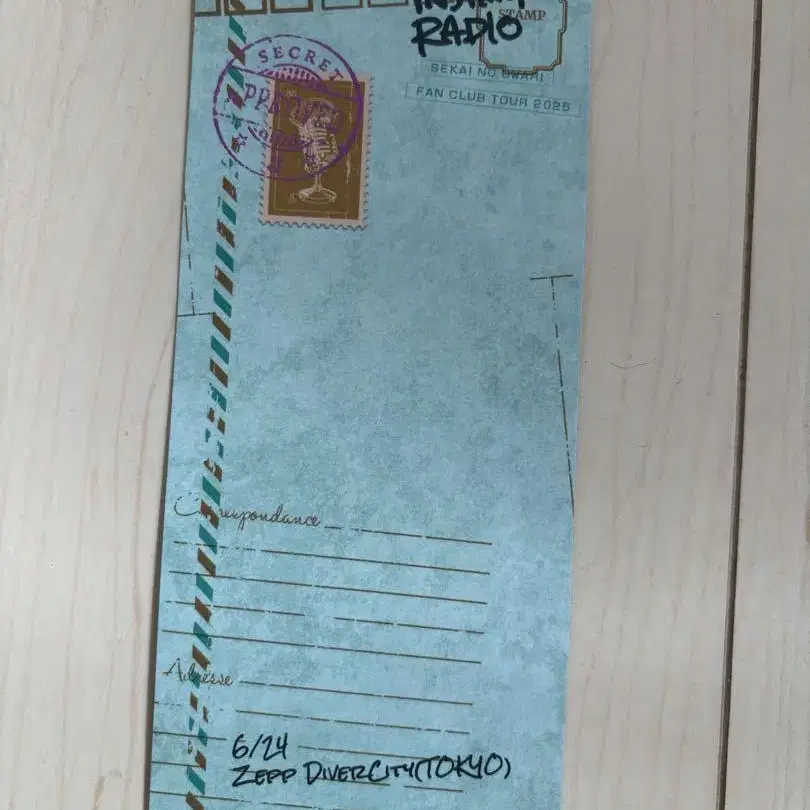 RADIO
STAMP
SEKAI NO OWARI
FAN CLUB TOUR 2025
SECRET
Correspondance
Adresse
6/24
ZEPP DIVERCITY(TOKYO)